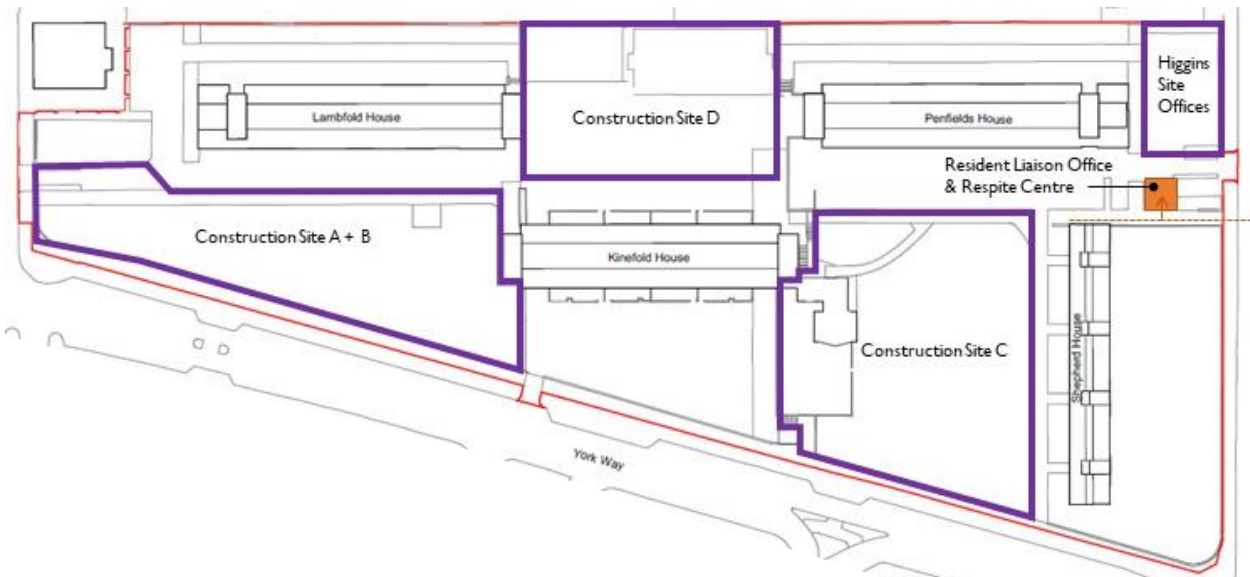 Higgins
Site
Offices
Lambfold House
Construction Site D
Penfields House
Resident Liaison Office
& Respite Centre
Construction Site A + B
Kinefold House
Construction Site C
Shepherd House
York Way